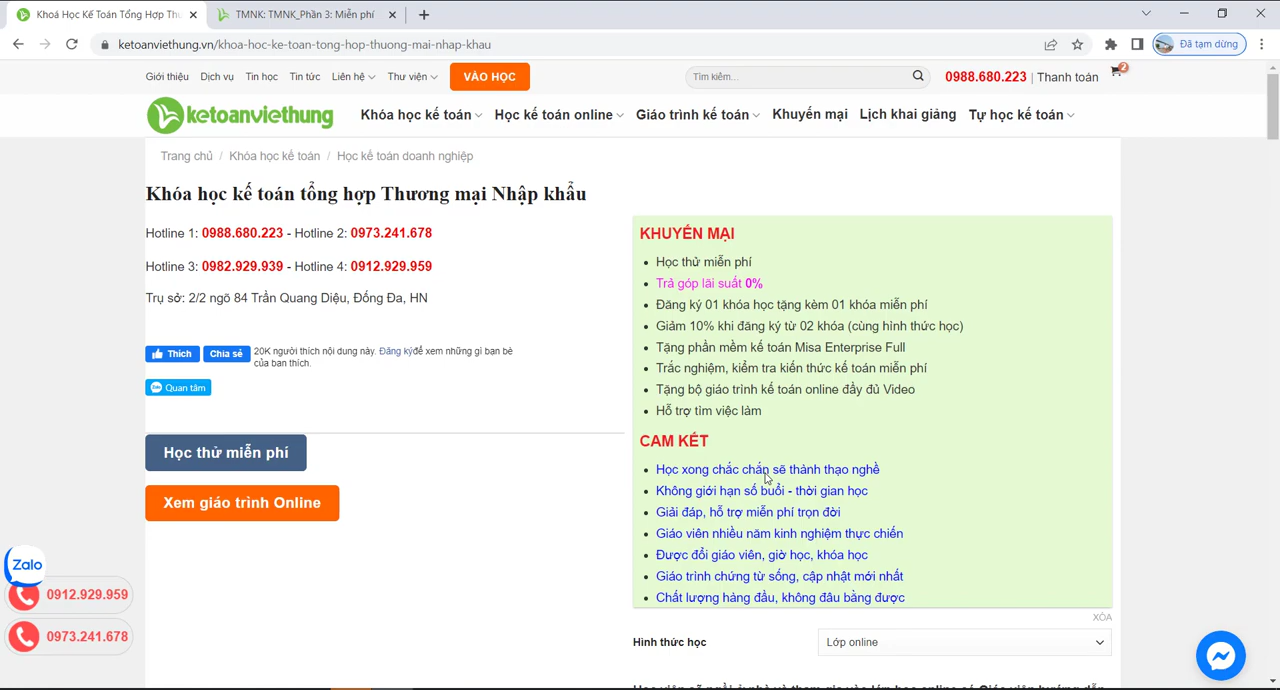 Khoá Học Kế Toán Tổng Hợp Thư
TMNK: TMNK_Phần 3: Miễn phí
ketoanviethung.vn/khoa-hoc-ke-toan-tong-hop-thuong-mai-nhap-khau
Đã tạm dừng
Giới thiệu Dịch vụ Tin học Tin tức Liên hệ Thư viện VÀO HỌC Tìm kiếm... 0988.680.223 | Thanh toán 2
ketoanviethung Khóa học kế toán Học kế toán online Giáo trình kế toán Khuyến mại Lịch khai giảng Tự học kế toán
Trang chủ / Khóa học kế toán / Học kế toán doanh nghiệp
Khóa học kế toán tổng hợp Thương mại Nhập khẩu
Hotline 1: 0988.680.223 - Hotline 2: 0973.241.678
Hotline 3: 0982.929.939 - Hotline 4: 0912.929.959
Trụ sở: 2/2 ngõ 84 Trần Quang Diệu, Đống Đa, HN
Thích Chia sẻ 20K người thích nội dung này. Đăng ký để xem những gì bạn bè
của bạn thích.
Zalo Quan tâm
Học thử miễn phí
Xem giáo trình Online
KHUYẾN MẠI
Học thử miễn phí
Trả góp lãi suất 0%
Đăng ký 01 khóa học tặng kèm 01 khóa miễn phí
Giảm 10% khi đăng ký từ 02 khóa (cùng hình thức học)
Tặng phần mềm kế toán Misa Enterprise Full
Trắc nghiệm, kiểm tra kiến thức kế toán miễn phí
Tặng bộ giáo trình kế toán online đầy đủ Video
Hỗ trợ tìm việc làm
CAM KẾT
Học xong chắc chắn sẽ thành thạo nghề
Không giới hạn số buổi - thời gian học
Giải đáp, hỗ trợ miễn phí trọn đời
Giáo viên nhiều năm kinh nghiệm thực chiến
Được đổi giáo viên, giờ học, khóa học
Giáo trình chứng từ sống, cập nhật mới nhất
Chất lượng hàng đầu, không đâu bằng được
XÓA
Hình thức học Lớp online
Zalo
0912.929.959
0973.241.678